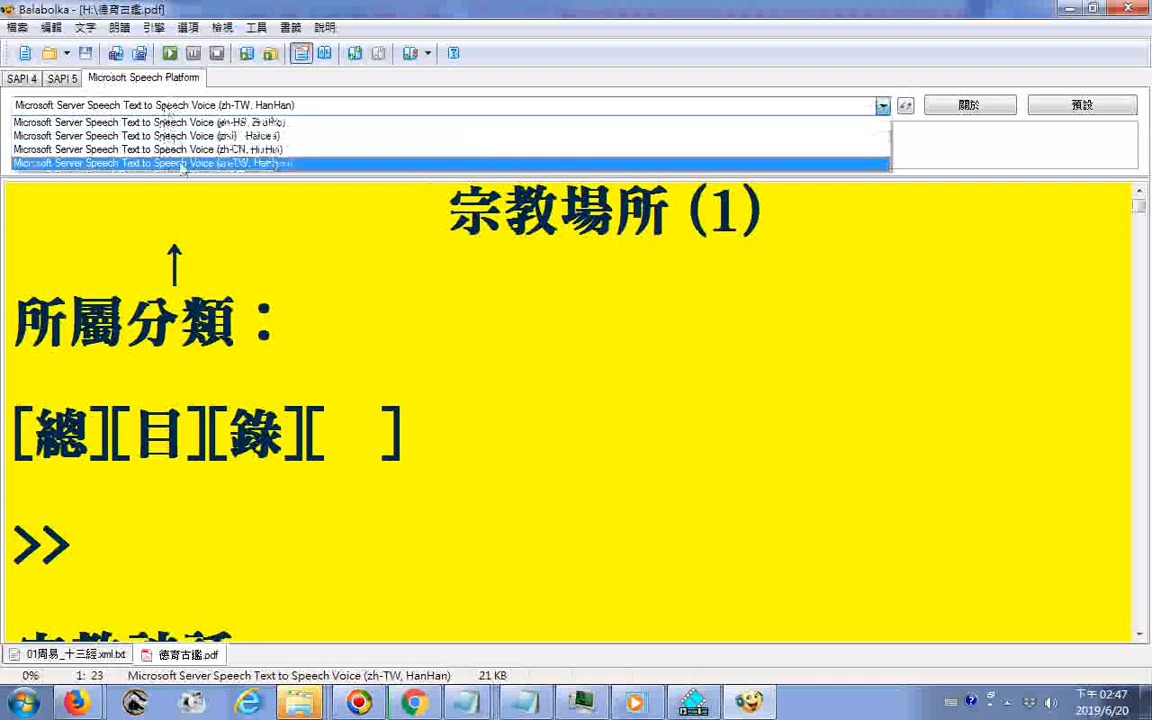 Balabolka - [H:\德育古鑑.pdf]
檔案 編輯 文字 朗讀 引擎 選項 檢視 工具 書籤 說明
SAPI 4 SAPI 5 Microsoft Speech Platform
Microsoft Server Speech Text to Speech Voice (zh-TW, HanHan)
關於 預設
Microsoft Server Speech Text to Speech Voice
Microsoft Server Speech Text to Speech Voice
Microsoft Server Speech Text to Speech Voice (zh-CN, HuiHui)
Microsoft Server Speech Text to Speech Voice (zh-TW, HanHan)
宗教場所 (1)
↑
所屬分類：
[總][目][錄][ ]
>>
01周易_十三經.xml.txt 德育古鑑.pdf
0% 1: 23 Microsoft Server Speech Text to Speech Voice (zh-TW, HanHan) 21 KB
下午 02:47
2019/6/20